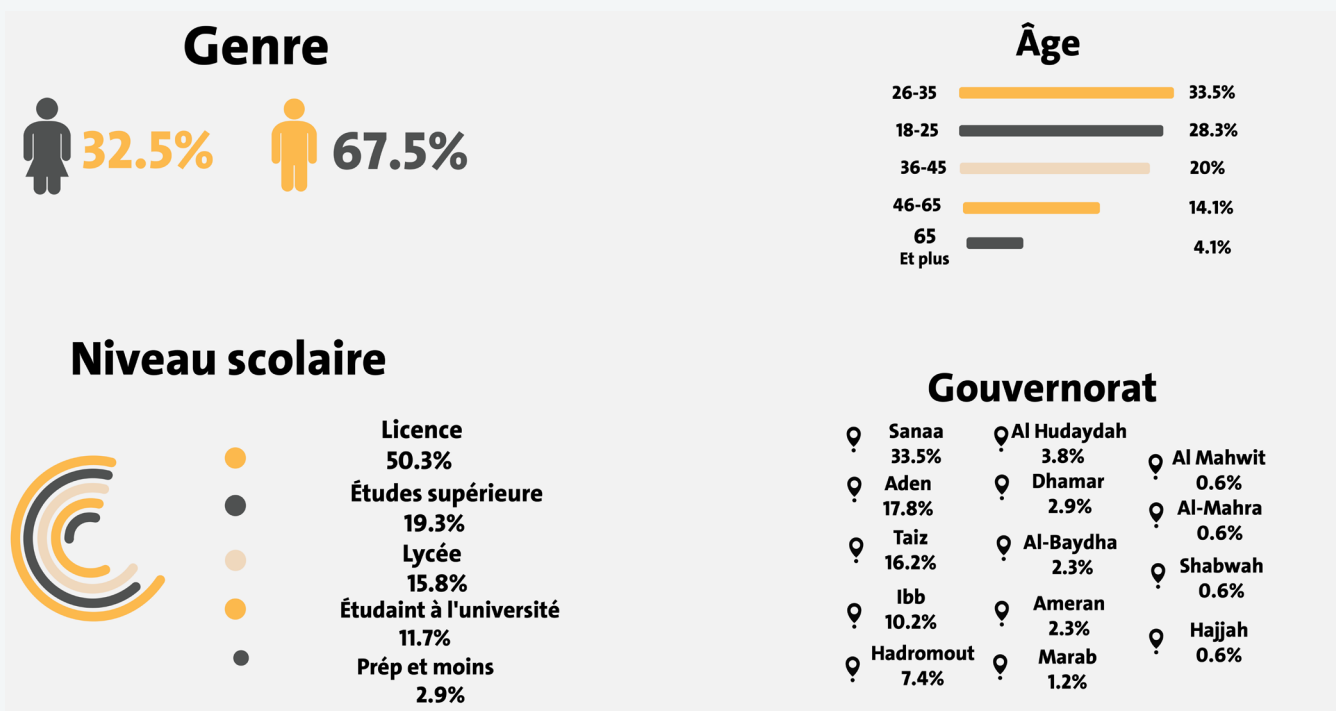 Genre
32.5%
67.5%
Âge
26-35
33.5%
18-25
28.3%
36-45
20%
46-65
14.1%
65
Et plus
4.1%
Niveau scolaire
Licence
50.3%
Études supérieure
19.3%
Lycée
15.8%
Étudaint à l'université
11.7%
Prép et moins
2.9%
Gouvernorat
Sanaa
33.5%
Aden
17.8%
Taiz
16.2%
Ibb
10.2%
Hadromout
7.4%
Al Hudaydah
3.8%
Dhamar
2.9%
Al-Baydha
2.3%
Ameran
2.3%
Marab
1.2%
Al Mahwit
0.6%
Al-Mahra
0.6%
Shabwah
0.6%
Hajjah
0.6%